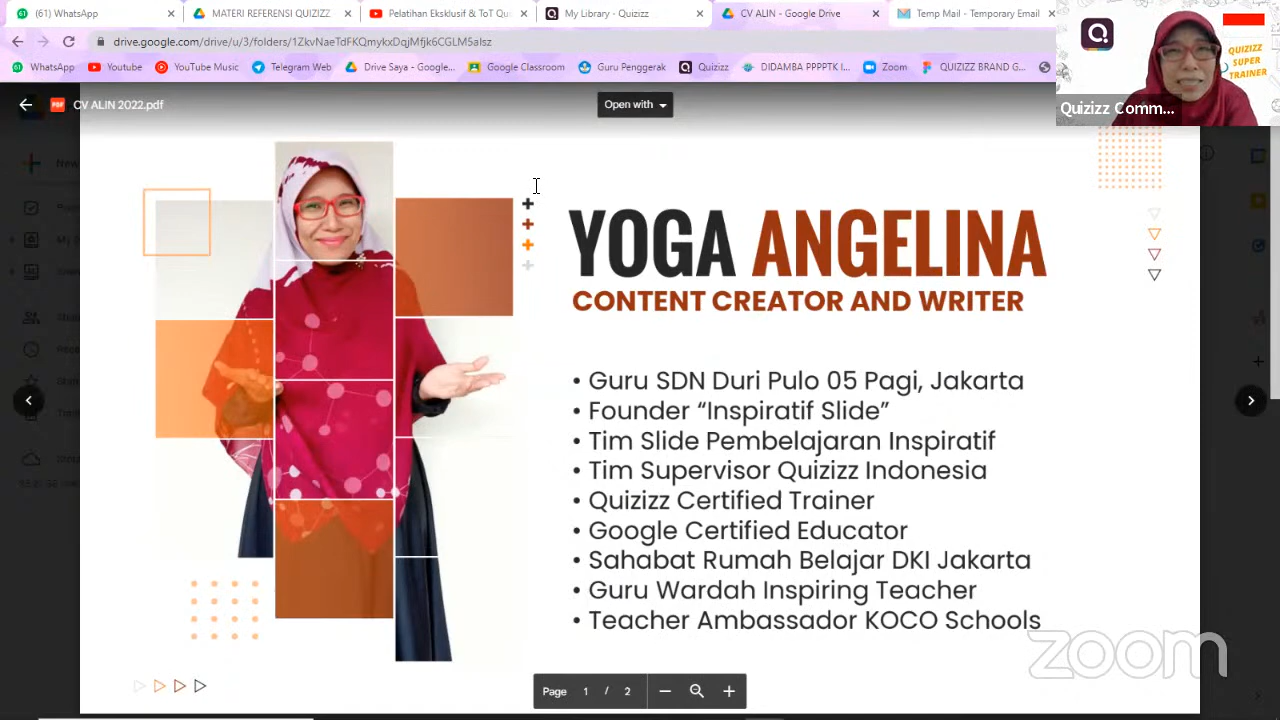 (61) WhatsApp
MATERI REFERENSI QUIZIZZ
Pelatihan Eksklusif & TTT Qu
My Library - Quizizz
CV ALIN - Google Drive
Temp Mail - Temporary Email
drive.google.com/drive/u/3/folders/
WhatsApp
Youtube
YouTube Music
Telegram Web
Drive Saya - Googl...
Google Classroom
Guru Penggerak
Quizizz
DIDAMBA PPPPTK I...
Zoom
QUIZIZZ BRAND G...
QUIZIZZ
SUPER
TRAINER
Quizizz Comm...
PDF
CV ALIN 2022.pdf
Open with
YOGA ANGELINA
CONTENT CREATOR AND WRITER
• Guru SDN Duri Pulo 05 Pagi, Jakarta
• Founder “Inspiratif Slide”
• Tim Slide Pembelajaran Inspiratif
• Tim Supervisor Quizizz Indonesia
• Quizizz Certified Trainer
• Google Certified Educator
• Sahabat Rumah Belajar DKI Jakarta
• Guru Wardah Inspiring Teacher
• Teacher Ambassador KOCO Schools
zoom
Page 1 / 2